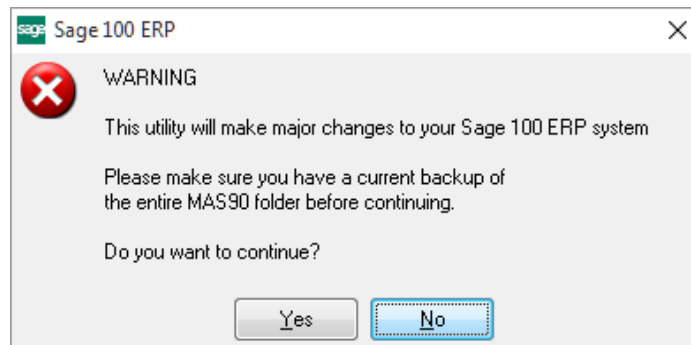 sage Sage 100 ERP
WARNING
This utility will make major changes to your Sage 100 ERP system
Please make sure you have a current backup of
the entire MAS90 folder before continuing.
Do you want to continue?
Yes No